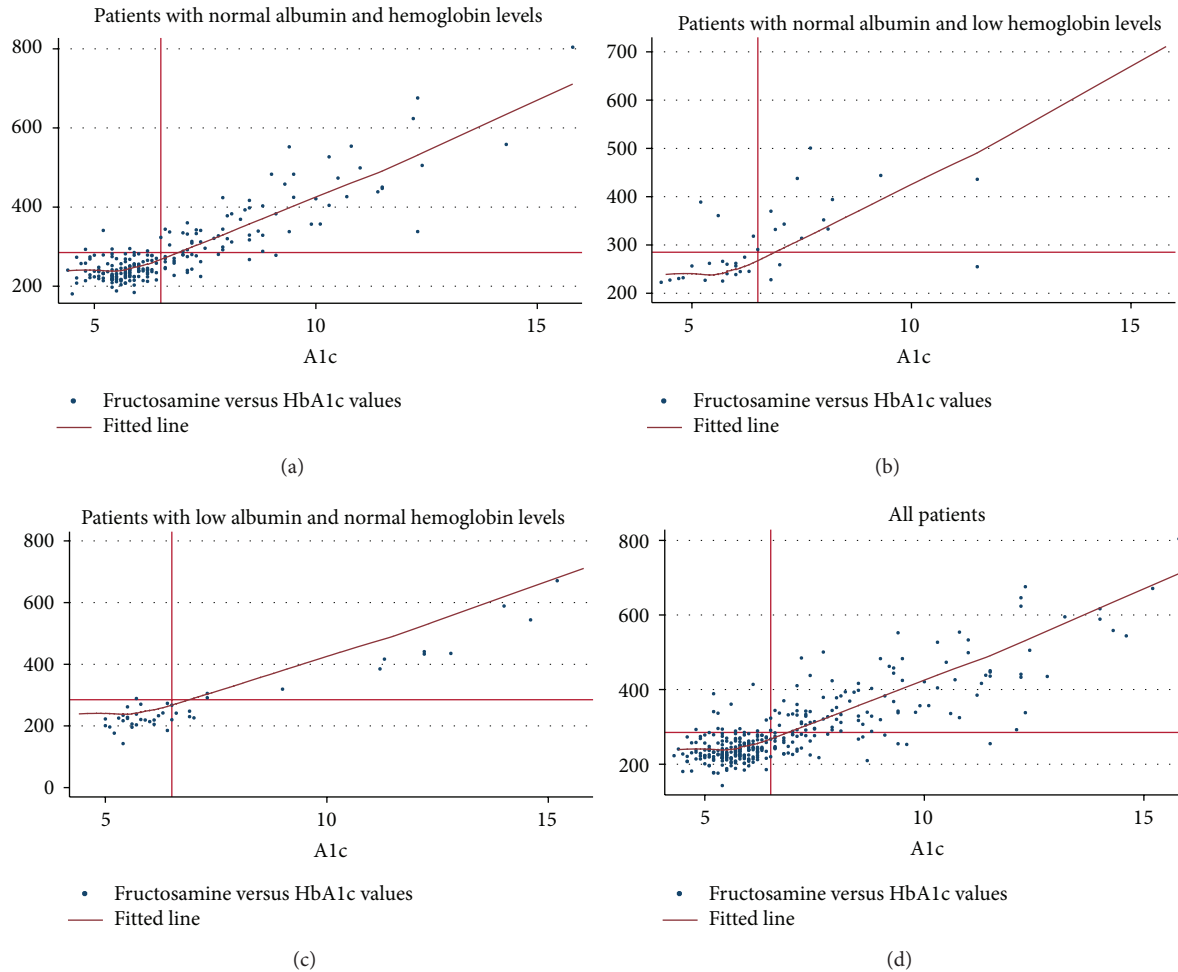 Patients with normal albumin and hemoglobin levels
800
600
400
200
5 10 15
A1c
Fructosamine versus HbA1c values
Fitted line
(a)
Patients with normal albumin and low hemoglobin levels
700
600
500
400
300
200
5 10 15
A1c
Fructosamine versus HbA1c values
Fitted line
(b)
Patients with low albumin and normal hemoglobin levels
800
600
400
200
0
5 10 15
A1c
Fructosamine versus HbA1c values
Fitted line
(c)
All patients
800
600
400
200
5 10 15
A1c
Fructosamine versus HbA1c values
Fitted line
(d)